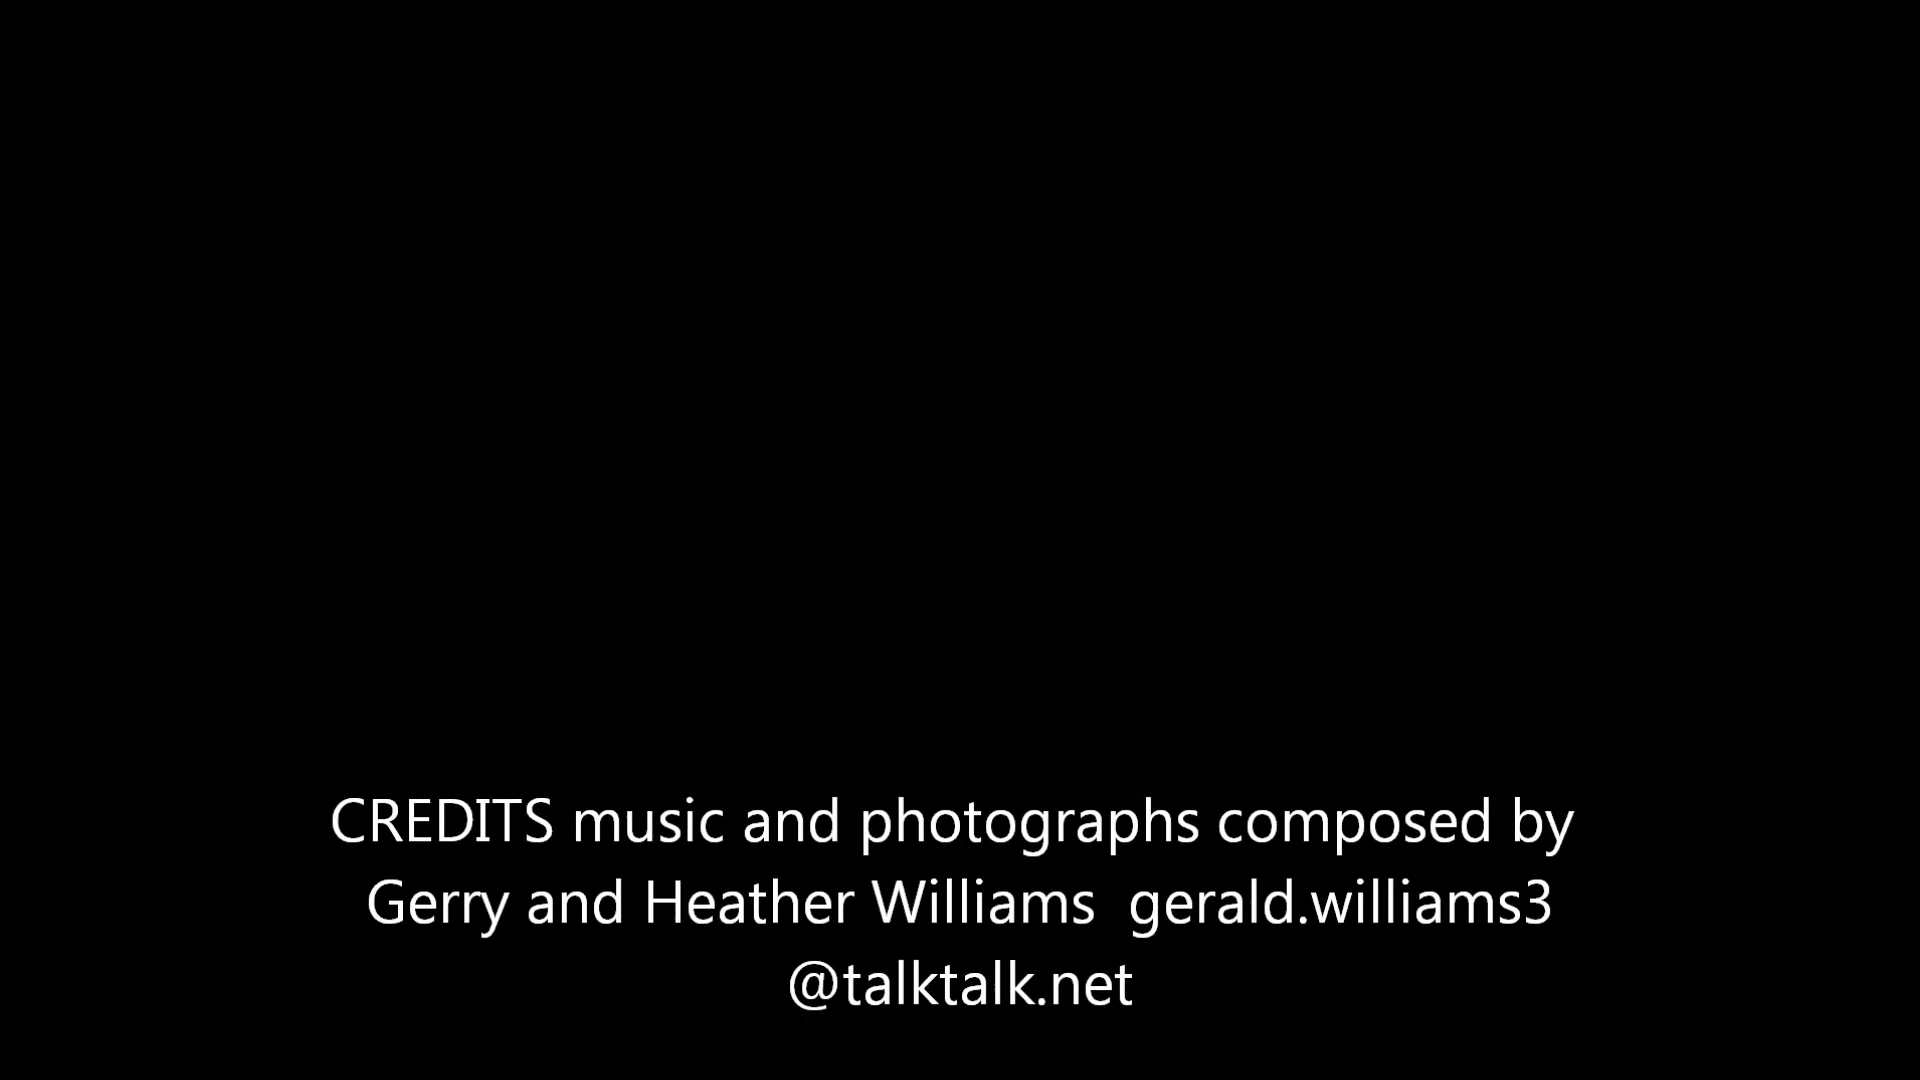 CREDITS music and photographs composed by
Gerry and Heather Williams  gerald.williams3
@talktalk.net